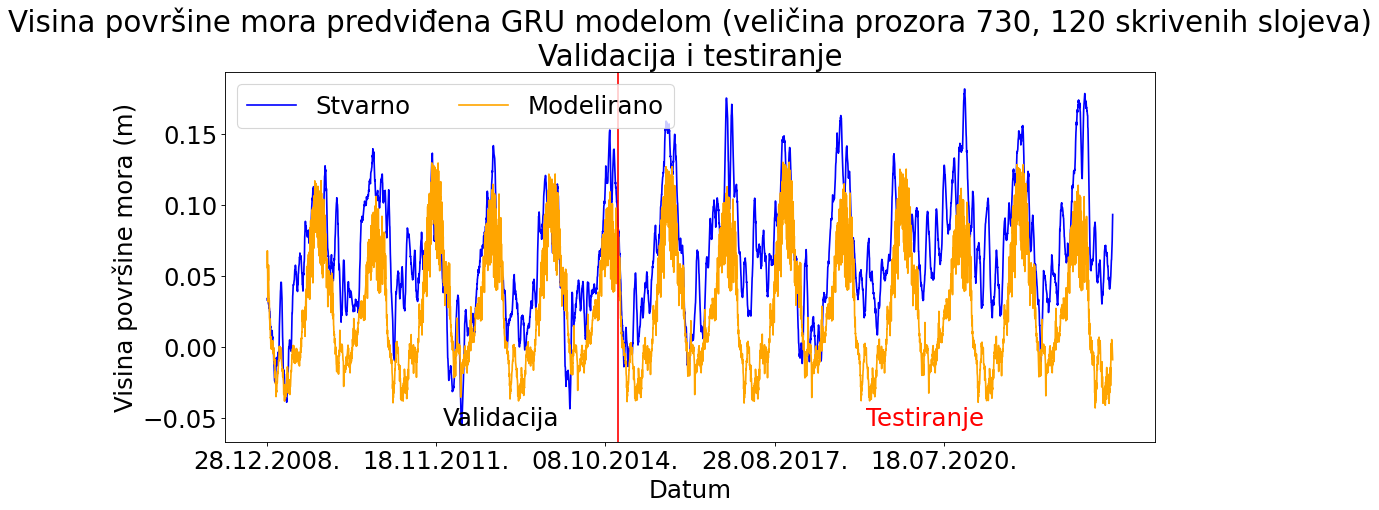 Visina površine mora predviđena GRU modelom (veličina prozora 730, 120 skrivenih slojeva)
Validacija i testiranje
Stvarno
Modelirano
Visina površine mora (m)
0.15
0.10
0.05
0.00
−0.05
Validacija
Testiranje
28.12.2008.
18.11.2011.
08.10.2014.
28.08.2017.
18.07.2020.
Datum